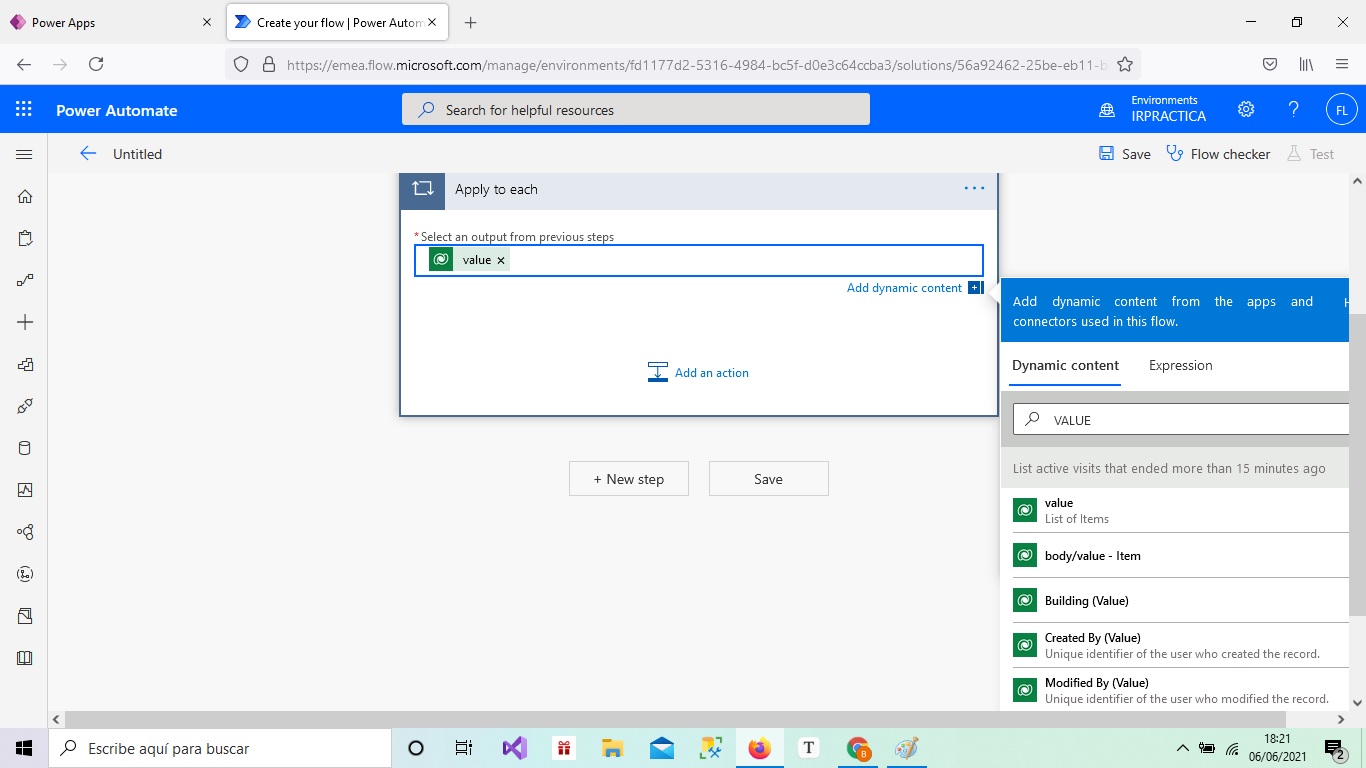 Power Apps
Create your flow | Power Autom
https://emea.flow.microsoft.com/manage/environments/fd1177d2-5316-4984-bc5f-d0e3c64ccba3/solutions/56a92462-25be-eb11-b
Power Automate
Search for helpful resources
Environments
IRPRACTICA
?
FL
Untitled
Save
Flow checker
Test
Apply to each
...
* Select an output from previous steps
value ×
Add dynamic content
Add an action
+ New step
Save
Add dynamic content from the apps and H
connectors used in this flow.
Dynamic content
Expression
VALUE
List active visits that ended more than 15 minutes ago
value
List of Items
body/value - Item
Building (Value)
Created By (Value)
Unique identifier of the user who created the record.
Modified By (Value)
Unique identifier of the user who modified the record.
Escribe aquí para buscar
T
B
18:21
06/06/2021
2